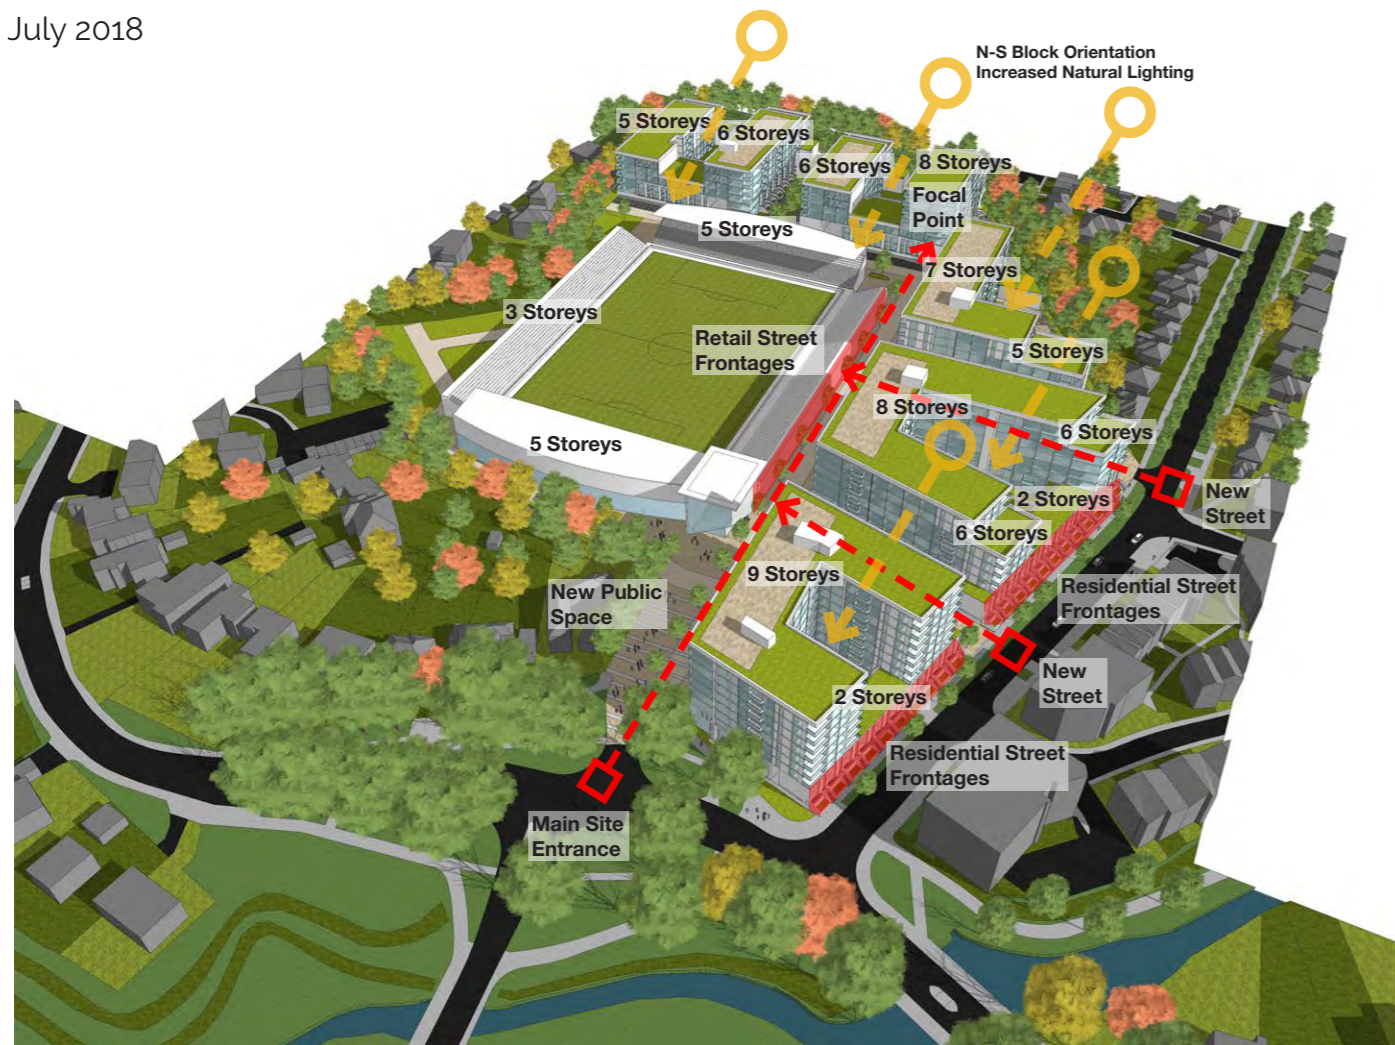 July 2018
N-S Block Orientation
Increased Natural Lighting
5 Storeys
6 Storeys
6 Storeys
8 Storeys
Focal
Point
5 Storeys
7 Storeys
3 Storeys
Retail Street
Frontages
5 Storeys
8 Storeys
6 Storeys
5 Storeys
2 Storeys
New
Street
6 Storeys
9 Storeys
New Public
Space
Residential Street
Frontages
New
Street
2 Storeys
Residential Street
Frontages
Main Site
Entrance